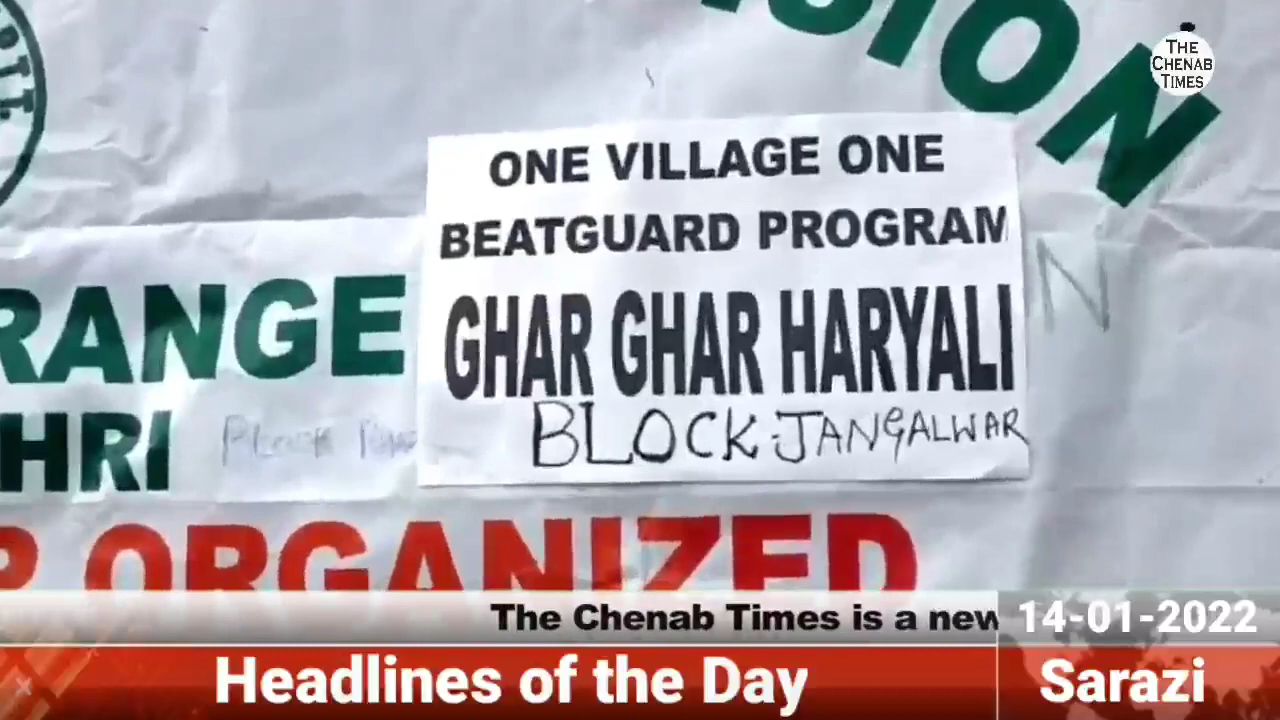 THE
CHENAB
TIMES
ONE VILLAGE ONE
BEATGUARD PROGRAM
GHAR GHAR HARYALI
BLOCK-JANGALWAR
RANGE
HRI
ORGANIZED
The Chenab Times is a new
14-01-2022
Headlines of the Day
Sarazi